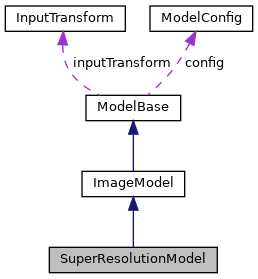 InputTransform
ModelConfig
inputTransform
config
ModelBase
ImageModel
SuperResolutionModel